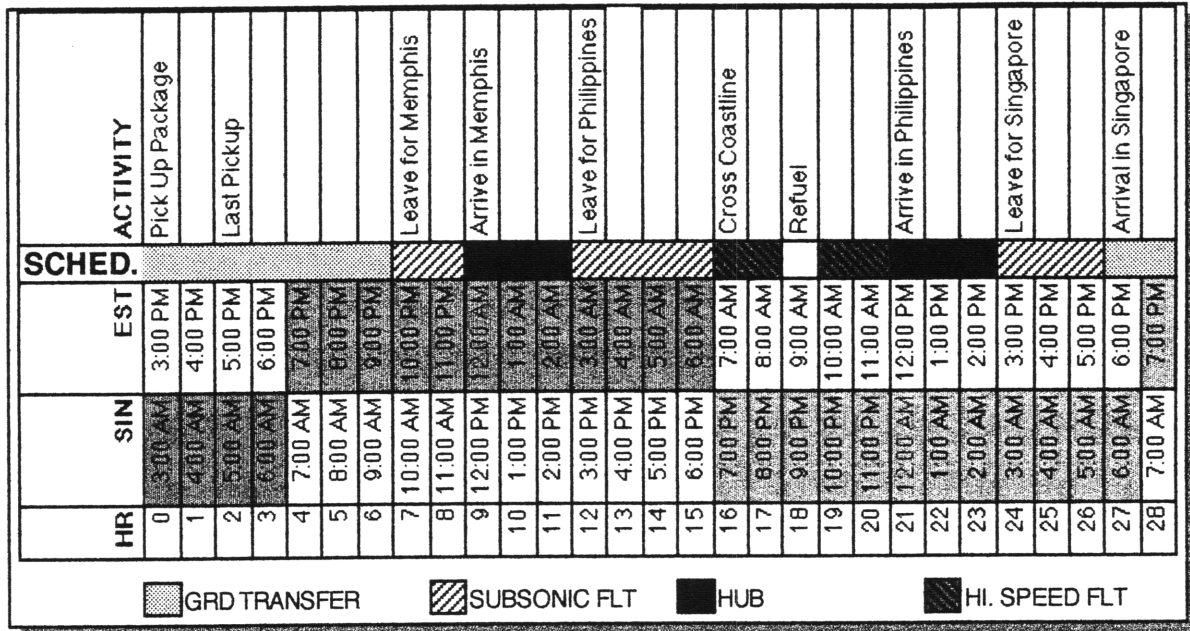 HR SIN EST SCHED. ACTIVITY
0 3:00 AM 3:00 PM Pick Up Package
1 4:00 AM 4:00 PM
2 5:00 AM 5:00 PM Last Pickup
3 6:00 AM 6:00 PM
4 7:00 AM 7:00 PM
5 8:00 AM 8:00 PM
6 9:00 AM 9:00 PM
7 10:00 AM 10:00 PM Leave for Memphis
8 11:00 AM 11:00 PM
9 12:00 PM 12:00 AM Arrive in Memphis
10 1:00 PM 1:00 AM
11 2:00 PM 2:00 AM
12 3:00 PM 3:00 AM Leave for Philippines
13 4:00 PM 4:00 AM
14 5:00 PM 5:00 AM
15 6:00 PM 6:00 AM
16 7:00 PM 7:00 AM Cross Coastline
17 8:00 PM 8:00 AM
18 9:00 PM 9:00 AM Refuel
19 10:00 PM 10:00 AM
20 11:00 PM 11:00 AM
21 12:00 AM 12:00 PM Arrive in Philippines
22 1:00 AM 1:00 PM
23 2:00 AM 2:00 PM
24 3:00 AM 3:00 PM Leave for Singapore
25 4:00 AM 4:00 PM
26 5:00 AM 5:00 PM
27 6:00 AM 6:00 PM Arrival in Singapore
28 7:00 AM 7:00 PM
GRD TRANSFER SUBSONIC FLT HUB HI. SPEED FLT